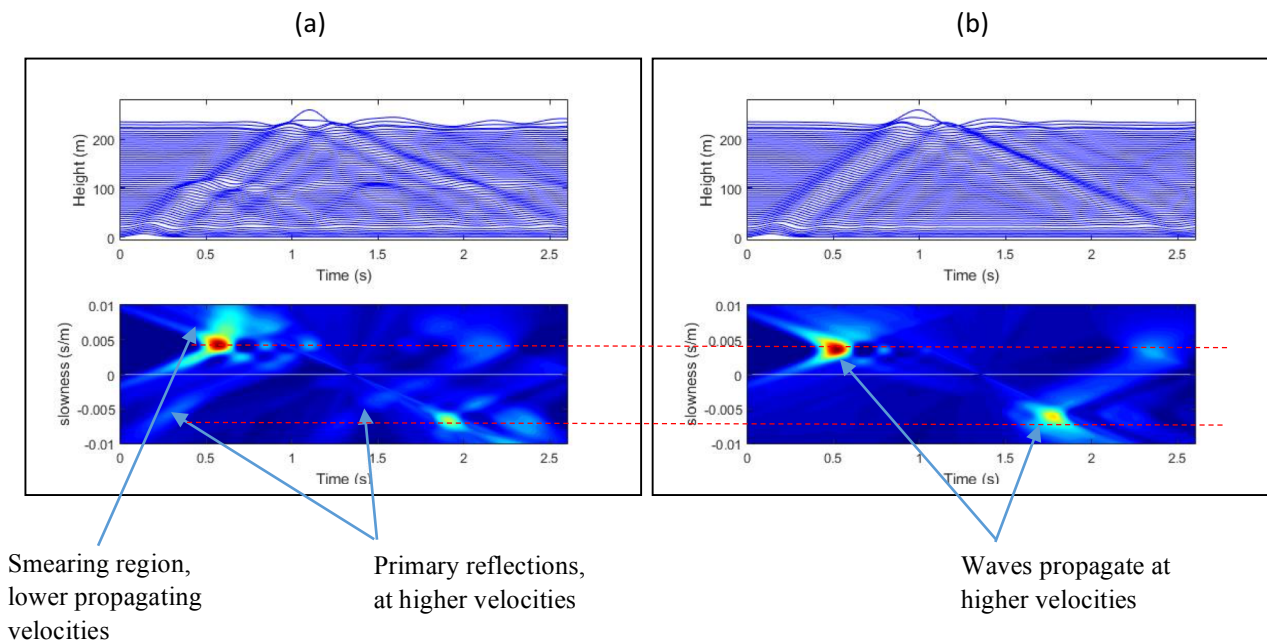 (a)
(b)
Height (m)
200
100
0
0
0.5
1
1.5
2
2.5
Time (s)
slowness (s/m)
0.01
0.005
0
-0.005
-0.01
0
0.5
1
1.5
2
2.5
Time (s)
Height (m)
200
100
0
0
0.5
1
1.5
2
2.5
Time (s)
slowness (s/m)
0.01
0.005
0
-0.005
-0.01
0
0.5
1
1.5
2
2.5
Time (s)
Smearing region,
lower propagating
velocities
Primary reflections,
at higher velocities
Waves propagate at
higher velocities